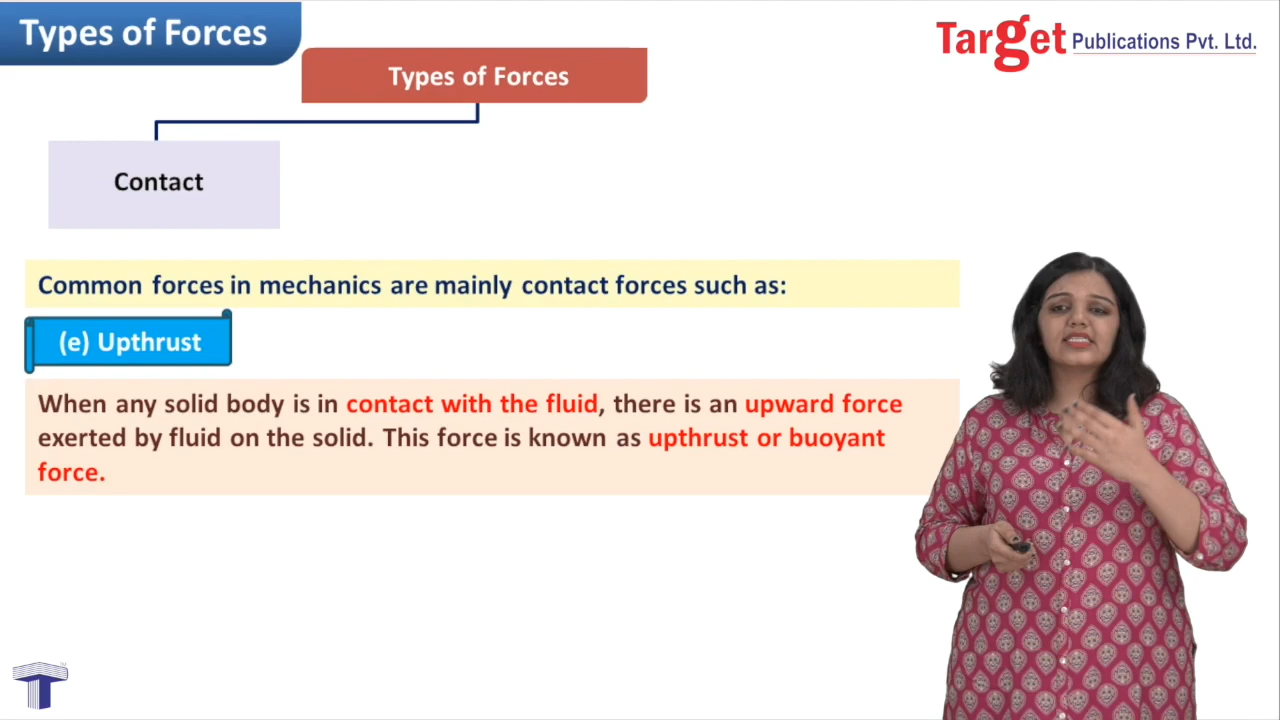 Types of Forces
Target Publications Pvt. Ltd.
Types of Forces
Contact
Common forces in mechanics are mainly contact forces such as:
(e) Upthrust
When any solid body is in contact with the fluid, there is an upward force
exerted by fluid on the solid. This force is known as upthrust or buoyant
force.
TM